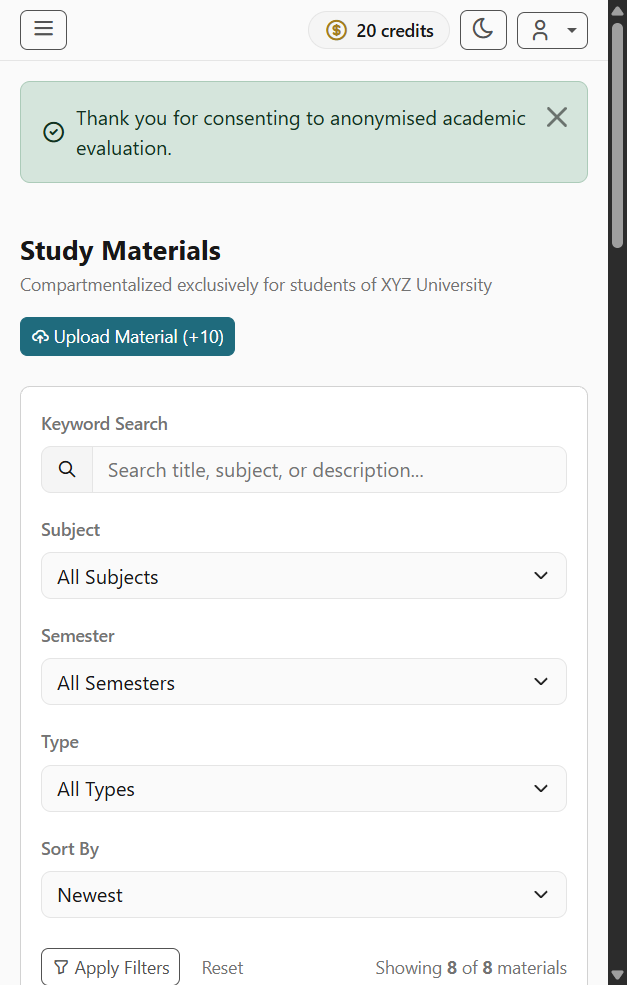 20 credits
Thank you for consenting to anonymised academic
evaluation.
Study Materials
Compartmentalized exclusively for students of XYZ University
Upload Material (+10)
Keyword Search
Search title, subject, or description...
Subject
All Subjects
Semester
All Semesters
Type
All Types
Sort By
Newest
Apply Filters Reset Showing 8 of 8 materials